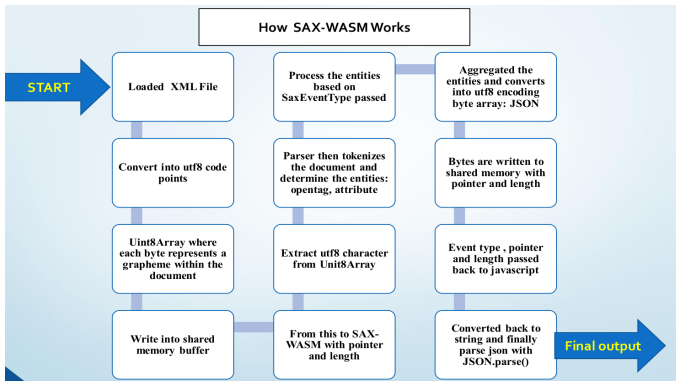 How SAX-WASM Works
START
Loaded XML File
Convert into utf8 code
points
Uint8Array where
each byte represents a
grapheme within the
document
Write into shared
memory buffer
From this to SAX-
WASM with pointer
and length
Extract utf8 character
from Unit8Array
Parser then tokenizes
the document and
determine the entities:
opentag, attribute
Process the entities
based on
SaxEventType passed
Aggregated the
entities and converts
into utf8 encoding
byte array: JSON
Bytes are written to
shared memory with
pointer and length
Event type , pointer
and length passed
back to javascript
Converted back to
string and finally
parse json with
JSON.parse()
Final output